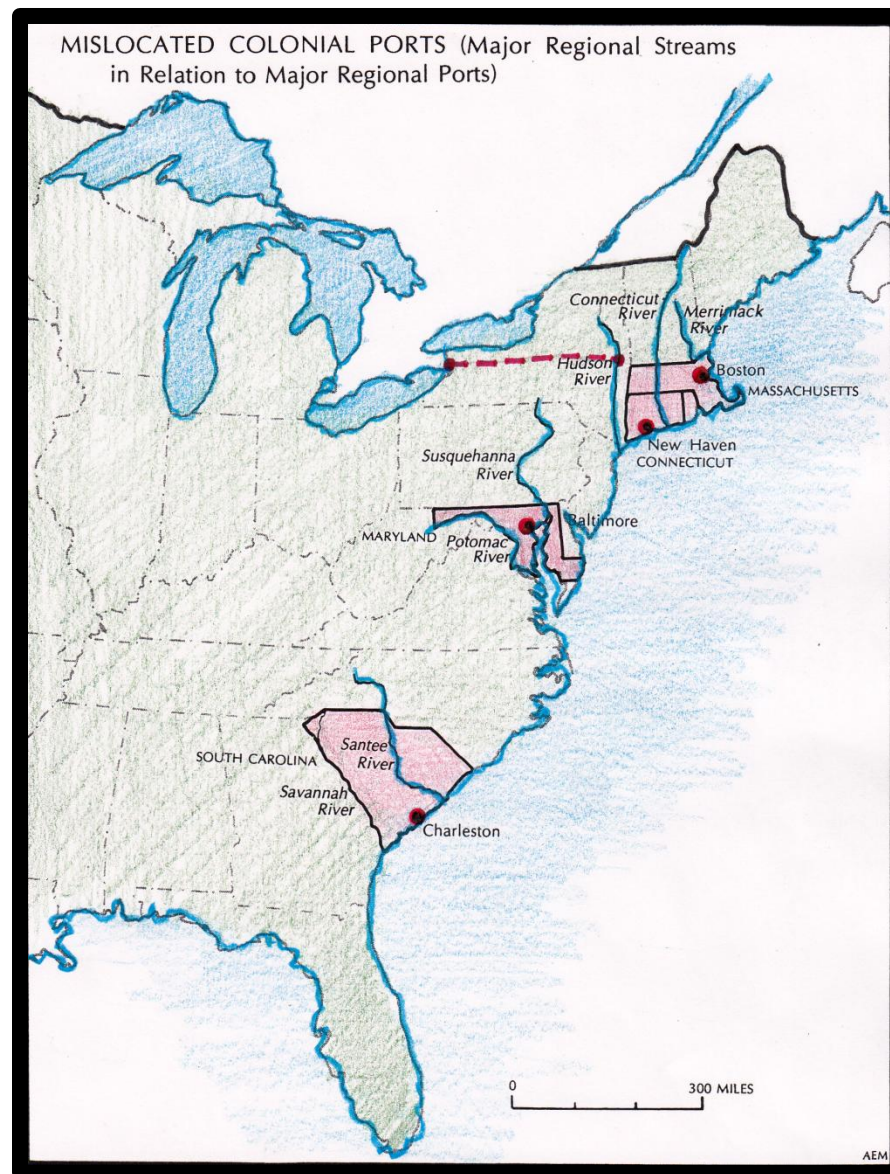 MISLOCATED COLONIAL PORTS (Major Regional Streams
in Relation to Major Regional Ports)
Connecticut
River
Merrimack
River
Hudson
River
Boston
MASSACHUSETTS
New Haven
CONNECTICUT
Susquehanna
River
Baltimore
MARYLAND
Potomac
River
SOUTH CAROLINA
Santee
River
Savannah
River
Charleston
0
300 MILES
AEM